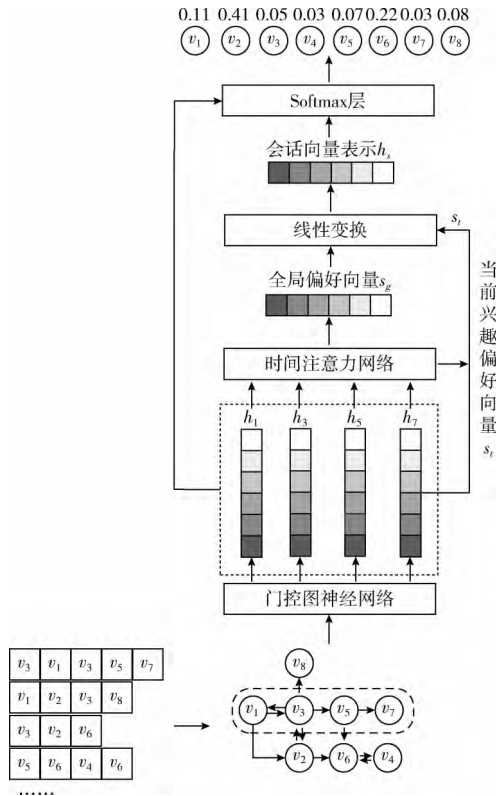 0.11 0.41 0.05 0.03 0.07 0.22 0.03 0.08
v1 v2 v3 v4 v5 v6 v7 v8
Softmax层
会话向量表示hs
线性变换
st
全局偏好向量sg
时间注意力网络
当前兴趣偏好向量st
h1 h3 h5 h7
门控图神经网络
v3 v1 v3 v5 v7
v1 v2 v3 v8
v3 v2 v6
v5 v6 v4 v6
……
v8
v1 v3 v5 v7
v2 v6 v4